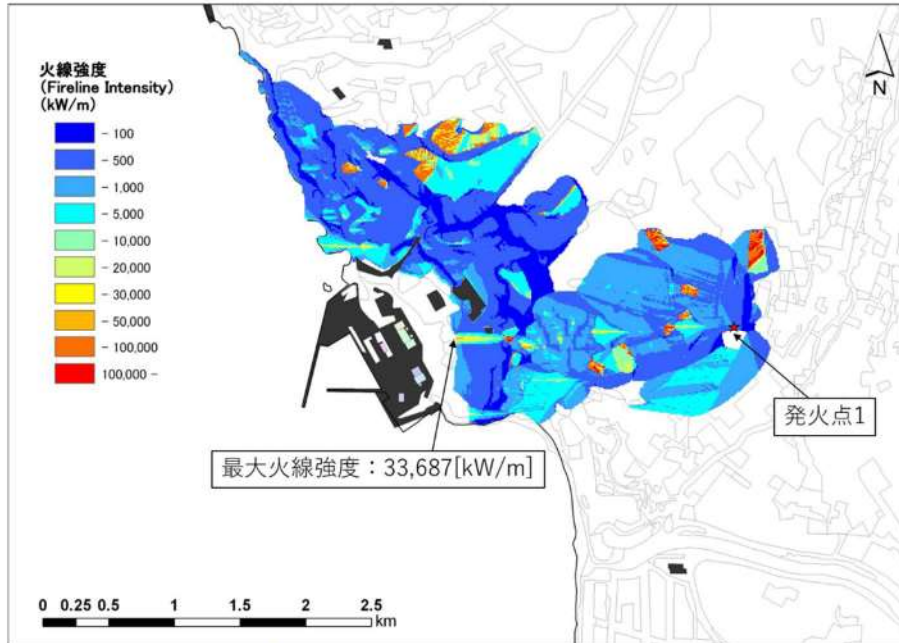 火線強度
(Fireline Intensity)
(kW/m)
- 100
- 500
- 1,000
- 5,000
- 10,000
- 20,000
- 30,000
- 50,000
- 100,000
100,000 -
N
発火点1
最大火線強度：33,687[kW/m]
0 0.25 0.5 1 1.5 2 2.5
km